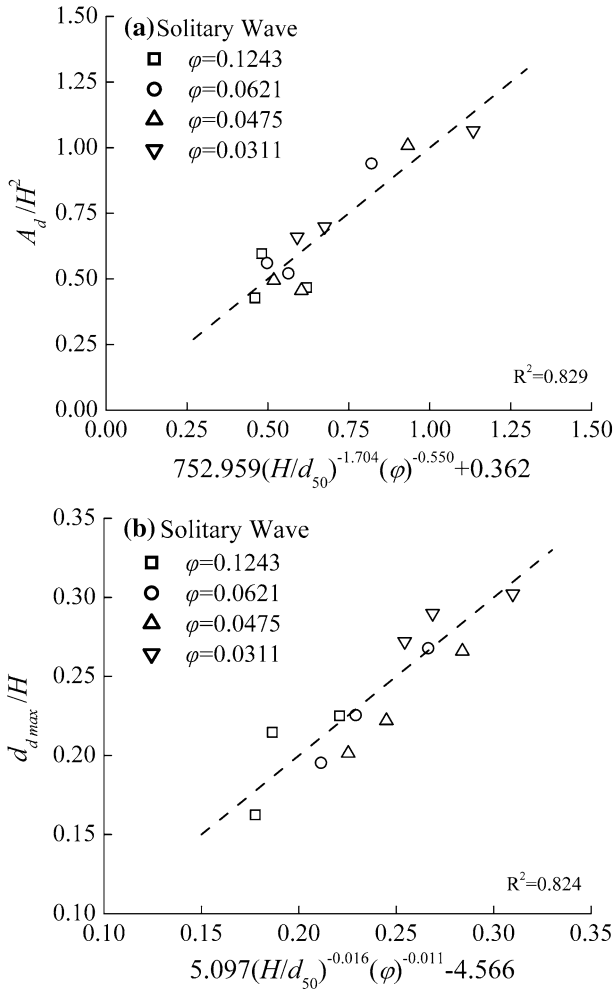 (a) Solitary Wave
φ=0.1243
φ=0.0621
φ=0.0475
φ=0.0311
1.50
1.25
1.00
0.75
0.50
0.25
0.00
A_d/H^2
R^2=0.829
0.00 0.25 0.50 0.75 1.00 1.25 1.50
752.959(H/d_50)^-1.704(φ)^-0.550+0.362
(b) Solitary Wave
φ=0.1243
φ=0.0621
φ=0.0475
φ=0.0311
0.35
0.30
0.25
0.20
0.15
0.10
d_d max/H
R^2=0.824
0.10 0.15 0.20 0.25 0.30 0.35
5.097(H/d_50)^-0.016(φ)^-0.011-4.566